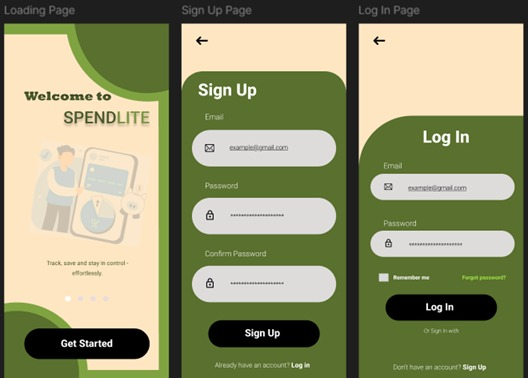 Loading Page
Welcome to
SPENDLITE
Track, save and stay in control -
effortlessly.
Get Started
Sign Up Page
Sign Up
Email
example@gmail.com
Password
********************
Confirm Password
********************
Sign Up
Already have an account? Log in
Log In Page
Log In
Email
example@gmail.com
Password
********************
Remember me
Forgot password?
Log In
Or Sign in with
Don't have an account? Sign Up